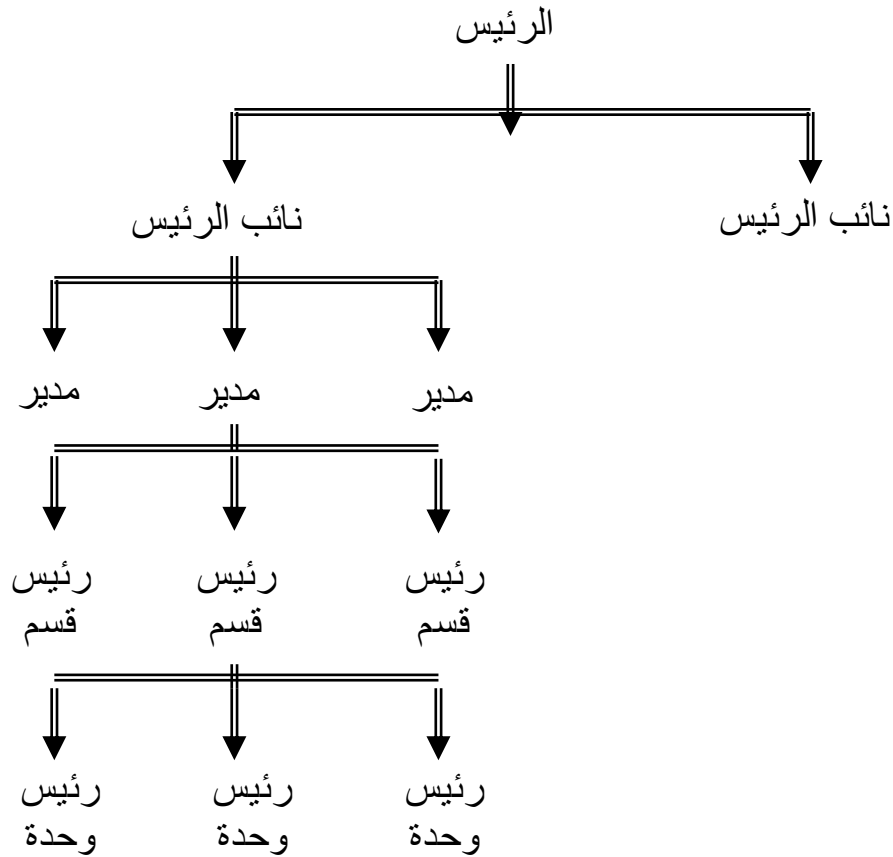 الرئيس
نائب الرئيس
نائب الرئيس
مدير
مدير
مدير
رئيس
قسم
رئيس
قسم
رئيس
قسم
رئيس
وحدة
رئيس
وحدة
رئيس
وحدة